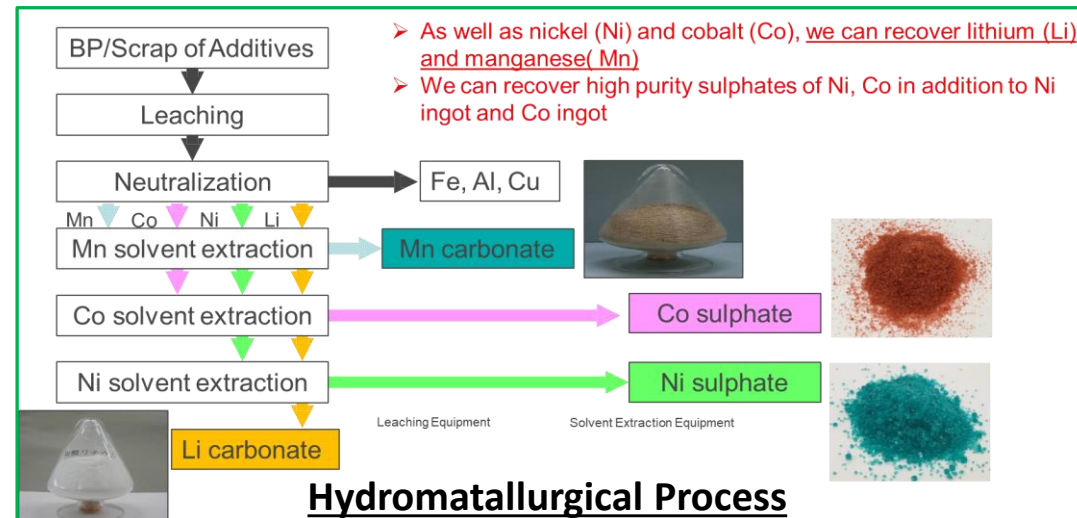 BP/Scrap of Additives
➢ As well as nickel (Ni) and cobalt (Co), we can recover lithium (Li)
and manganese( Mn)
➢ We can recover high purity sulphates of Ni, Co in addition to Ni
ingot and Co ingot
Leaching
Neutralization
Fe, Al, Cu
Mn Co Ni Li
Mn solvent extraction
Mn carbonate
Co solvent extraction
Co sulphate
Ni solvent extraction
Ni sulphate
Leaching Equipment
Solvent Extraction Equipment
Li carbonate
Hydromatallurgical Process